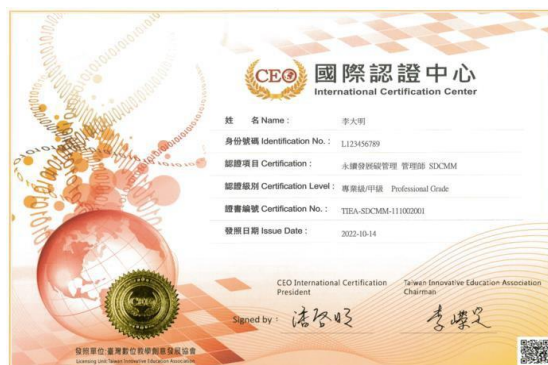 CEO
國際認證中心
International Certification Center
姓 名 Name : 李大明
身份號碼 Identification No. : L123456789
認證項目 Certification : 永續發展碳管理 管理師 SDCMM
認證級別 Certification Level : 專業級/甲級 Professional Grade
證書編號 Certification No. : TIEA-SDCMM-111002001
發照日期 Issue Date : 2022-10-14
CEO International Certification
President
Taiwan Innovative Education Association
Chairman
Signed by :
CEO
發照單位:臺灣數位教學創意發展協會
Licensing Unit:Taiwan Innovative Education Association